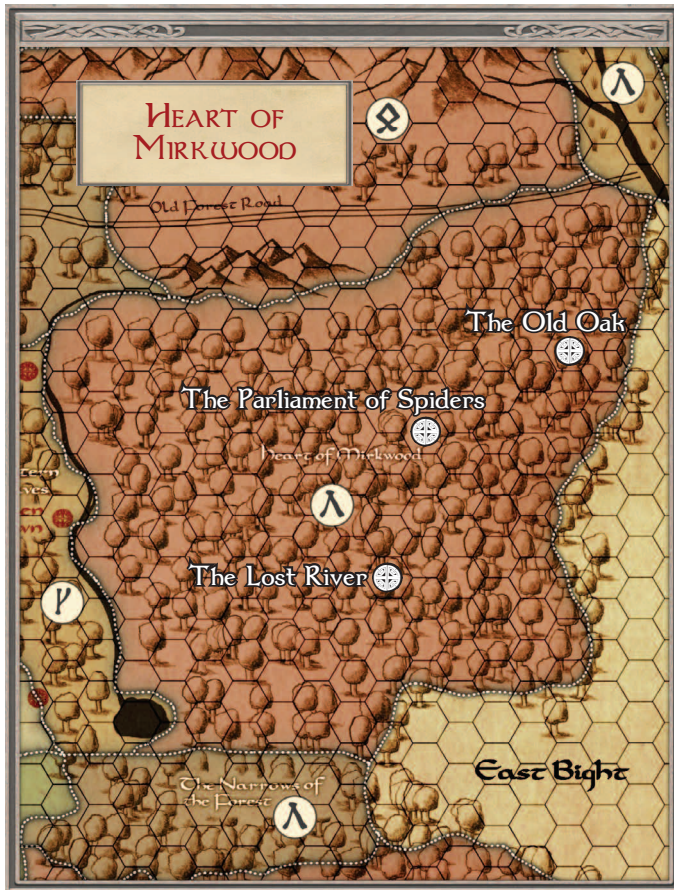 HEART OF
MIRKWOOD
Old Forest Road
The Old Oak
The Parliament of Spiders
Heart of Mirkwood
The Lost River
East Bight
The Narrows of
the Forest